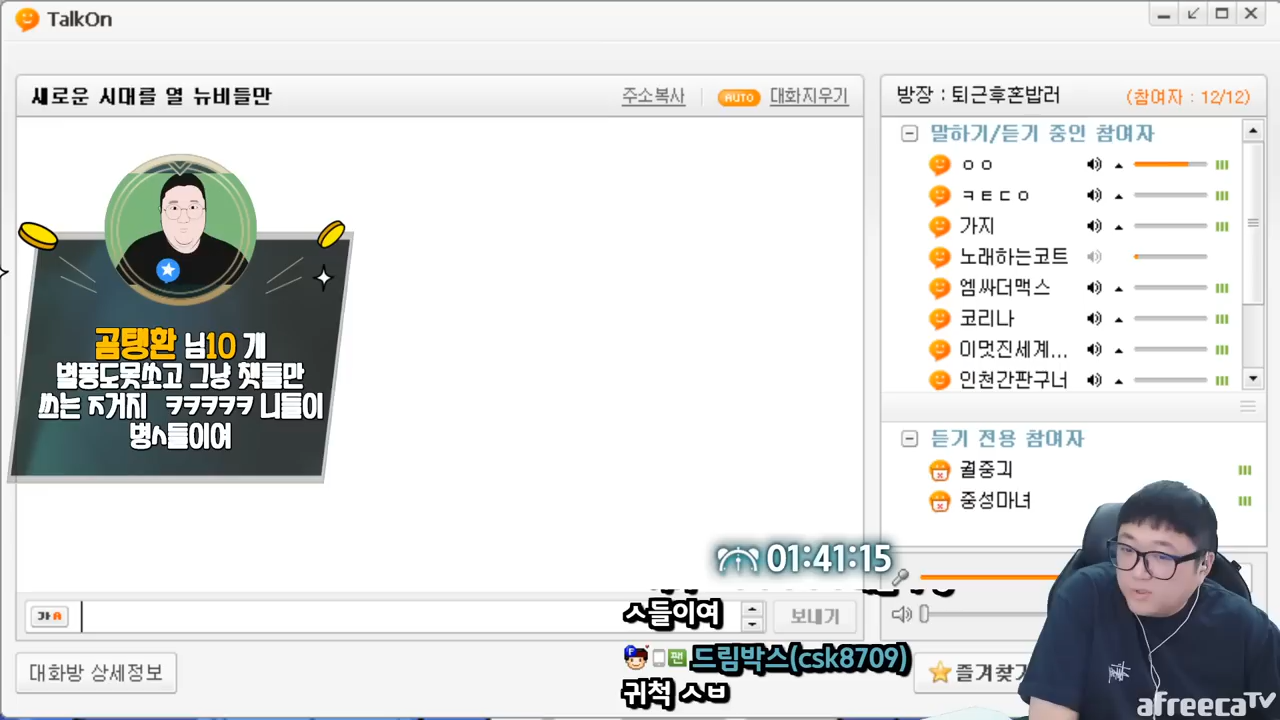 TalkOn
새로운 시대를 열 뉴비들만
주소복사
AUTO 대화지우기
방장 : 퇴근후혼밥러
(참여자 : 12/12)
말하기/듣기 중인 참여자
ㅇㅇ
ㅋㅌㄷㅇ
가지
노래하는코트
엠싸더맥스
코리나
이멋진세계...
인천간판구너
듣기 전용 참여자
궐중긔
중성마녀
곰탱환 님10 개
별풍도못쏘고 그냥 챗들만
쓰는 ㅈ거지 ㅋㅋㅋㅋㅋ 니들이
병ㅅ들이여
01:41:15
ㅅ들이여
팬 드림박스(csk8709)
귀척 ㅅㅂ
가
보내기
대화방 상세정보
즐겨찾기
afreecaTV